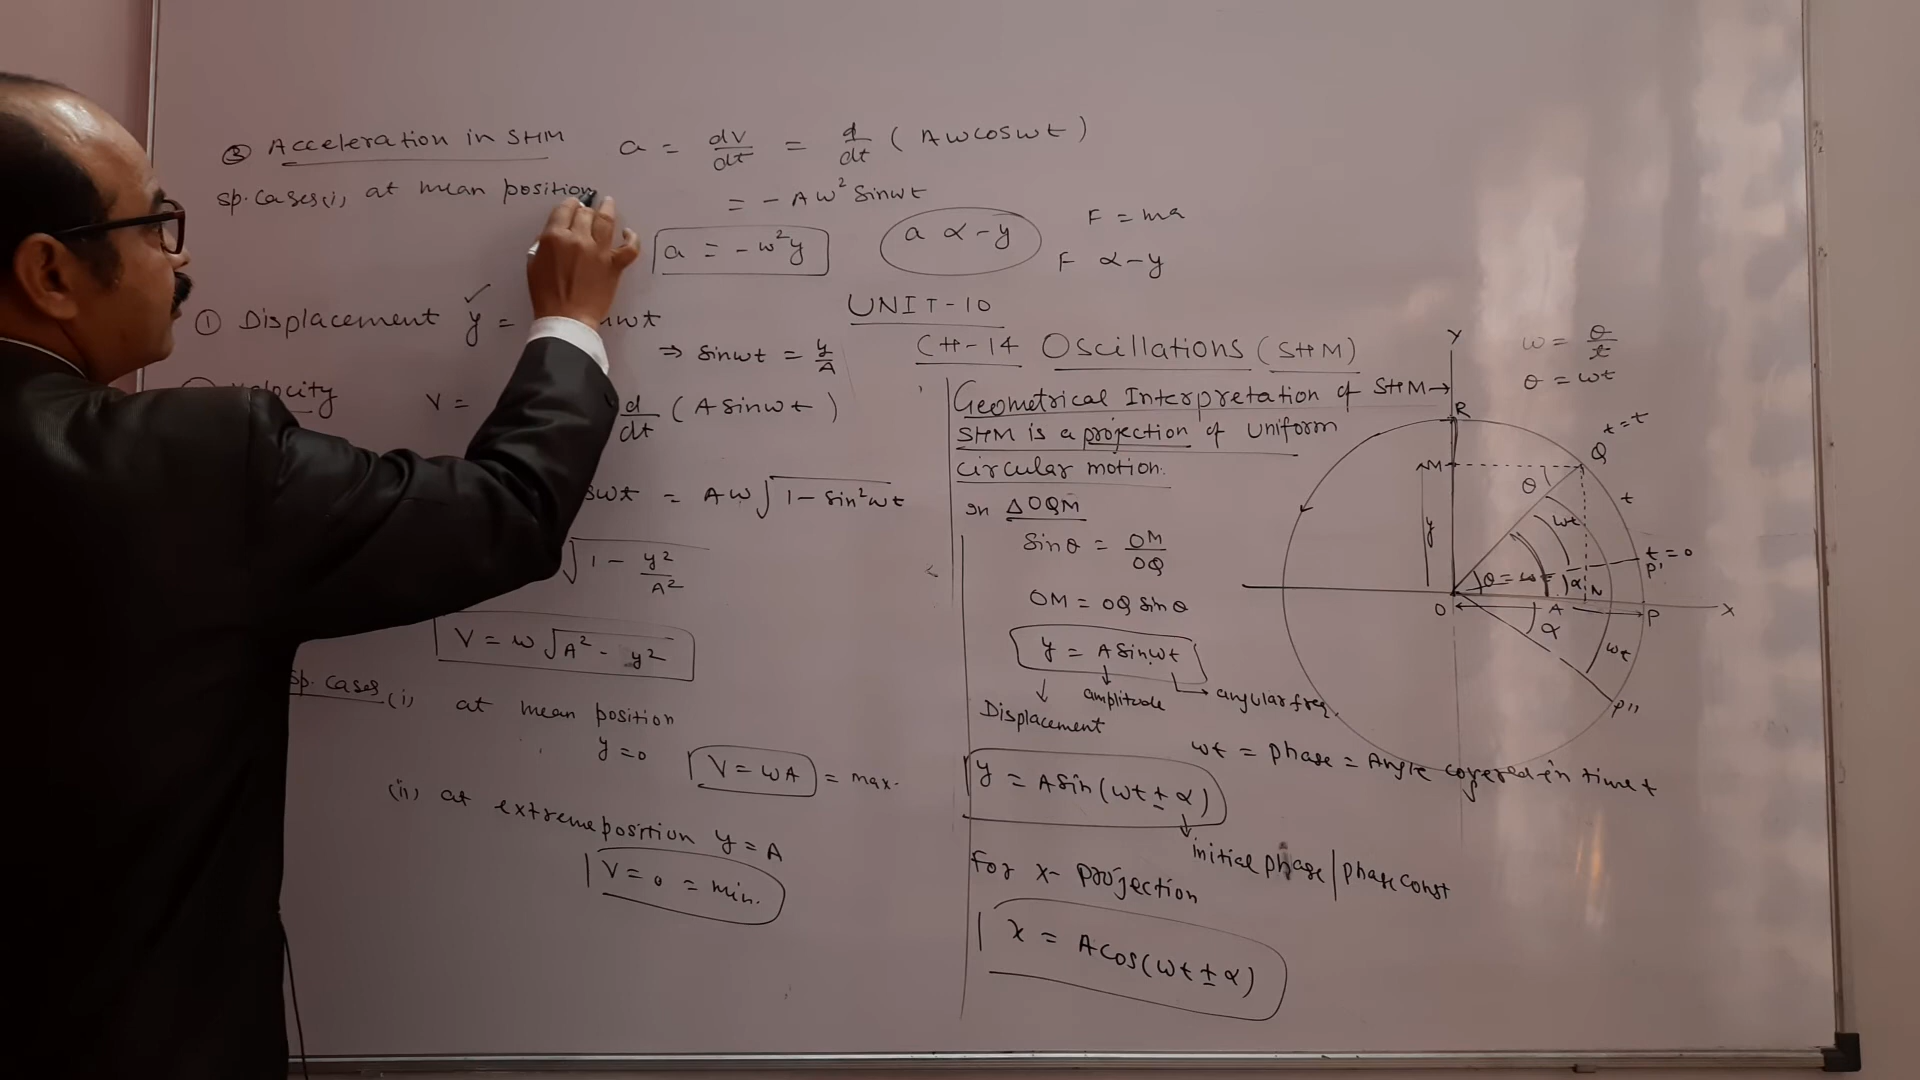 ③ Acceleration in SHM a = dv/dt = d/dt (Aωcosωt)
sp. cases (i) at mean position
= - Aω² sinωt
a = - ω²y
a α - y
F = ma
F α - y
① Displacement y = sinωt
⇒ sinωt = y/A
V = d/dt (A sinωt)
= Aω √1 - sin²ωt
√1 - y²/A²
V = ω √A² - y²
sp. cases (i) at mean position
y = 0 V = ωA = max.
(ii) at extreme position y = A
V = 0 = min.
UNIT-10
CH-14 Oscillations (SHM)
Geometrical Interpretation of SHM →
SHM is a projection of uniform
circular motion.
In ΔOQM
sinθ = OM/OQ
OM = OQ sinθ
y = A sinωt
Displacement
amplitude
angular freq.
ωt = phase = Angle covered in time t
y = A sin(ωt ± α)
initial phase | phase const
For x- projection
x = A cos(ωt ± α)
ω = θ/t
θ = ωt
Y
R
t = t
Q
M
θ
t
ωt
y
t = 0
P'
α
N
O
A
P
X
α
ωt
P''